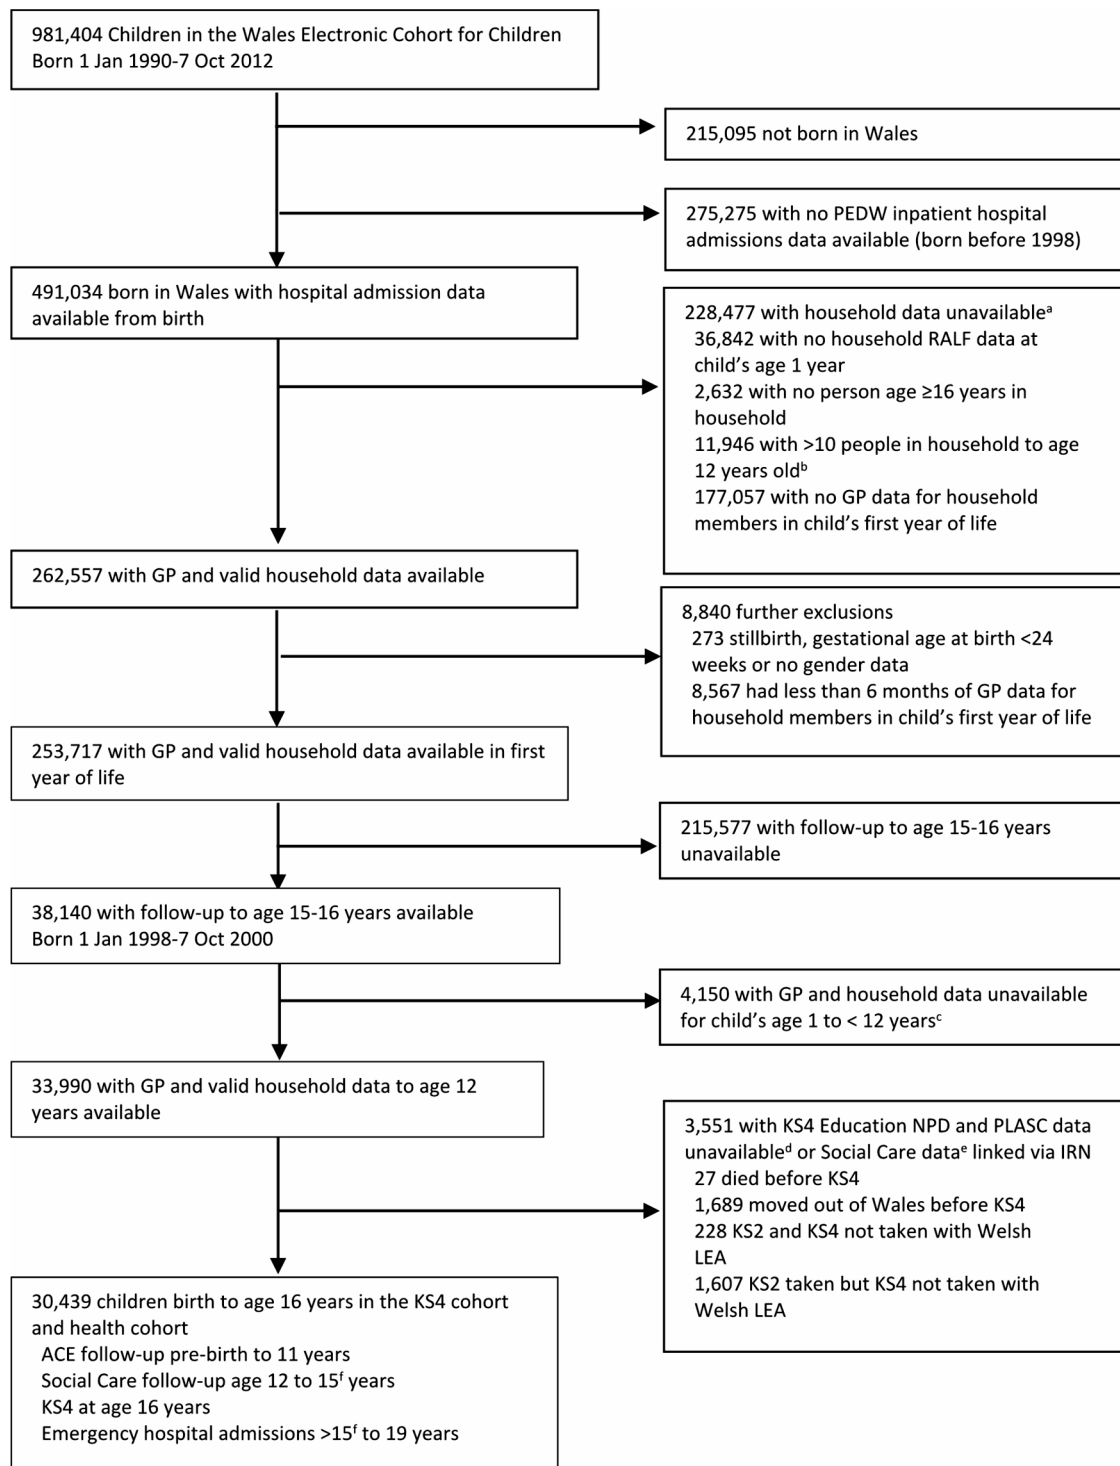 981,404 Children in the Wales Electronic Cohort for Children
Born 1 Jan 1990-7 Oct 2012
215,095 not born in Wales
275,275 with no PEDW inpatient hospital
admissions data available (born before 1998)
491,034 born in Wales with hospital admission data
available from birth
228,477 with household data unavailableᵃ
36,842 with no household RALF data at
child’s age 1 year
2,632 with no person age ≥16 years in
household
11,946 with >10 people in household to age
12 years oldᵇ
177,057 with no GP data for household
members in child’s first year of life
262,557 with GP and valid household data available
8,840 further exclusions
273 stillbirth, gestational age at birth <24
weeks or no gender data
8,567 had less than 6 months of GP data for
household members in child’s first year of life
253,717 with GP and valid household data available in first
year of life
215,577 with follow-up to age 15-16 years
unavailable
38,140 with follow-up to age 15-16 years available
Born 1 Jan 1998-7 Oct 2000
4,150 with GP and household data unavailable
for child’s age 1 to < 12 yearsᶜ
33,990 with GP and valid household data to age 12
years available
3,551 with KS4 Education NPD and PLASC data
unavailableᵈ or Social Care dataᵉ linked via IRN
27 died before KS4
1,689 moved out of Wales before KS4
228 KS2 and KS4 not taken with Welsh
LEA
1,607 KS2 taken but KS4 not taken with
Welsh LEA
30,439 children birth to age 16 years in the KS4 cohort
and health cohort
ACE follow-up pre-birth to 11 years
Social Care follow-up age 12 to 15ᶠ years
KS4 at age 16 years
Emergency hospital admissions >15ᶠ to 19 years